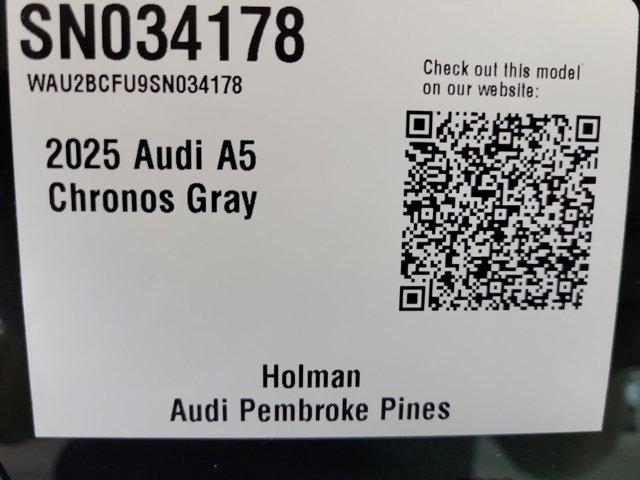 SN034178
WAU2BCFU9SN034178
Check out this model
on our website:
2025 Audi A5
Chronos Gray
Holman
Audi Pembroke Pines